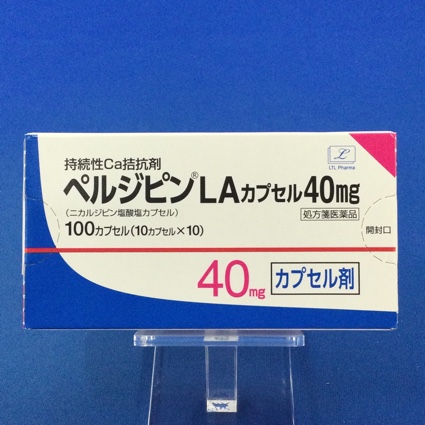 LTL Pharma
持続性Ca拮抗剤
ペルジピン®LAカプセル40mg
(ニカルジピン塩酸塩カプセル)
処方箋医薬品
100カプセル(10カプセル×10)
開封口
40mg
カプセル剤